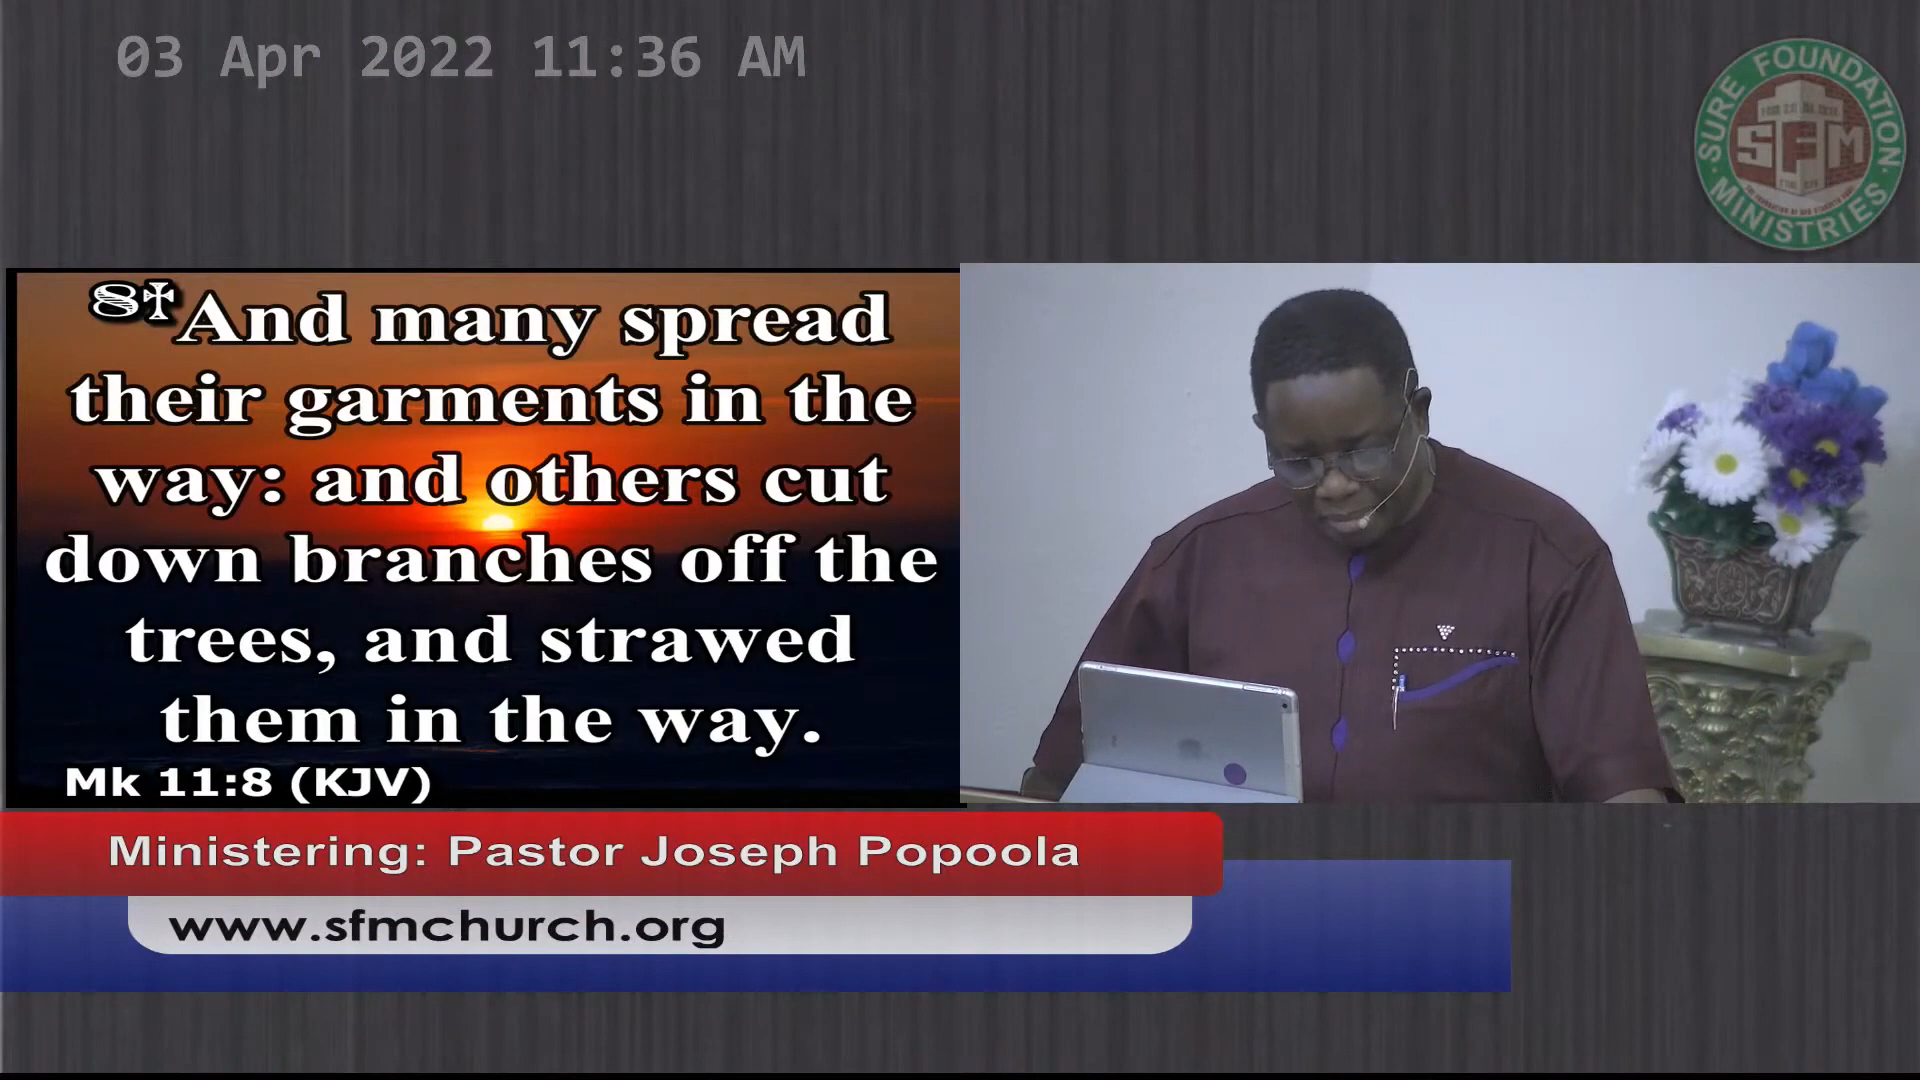 03 Apr 2022 11:36 AM
SURE FOUNDATION
SFM
MINISTRIES
8 And many spread
their garments in the
way: and others cut
down branches off the
trees, and strawed
them in the way.
Mk 11:8 (KJV)
Ministering: Pastor Joseph Popoola
www.sfmchurch.org